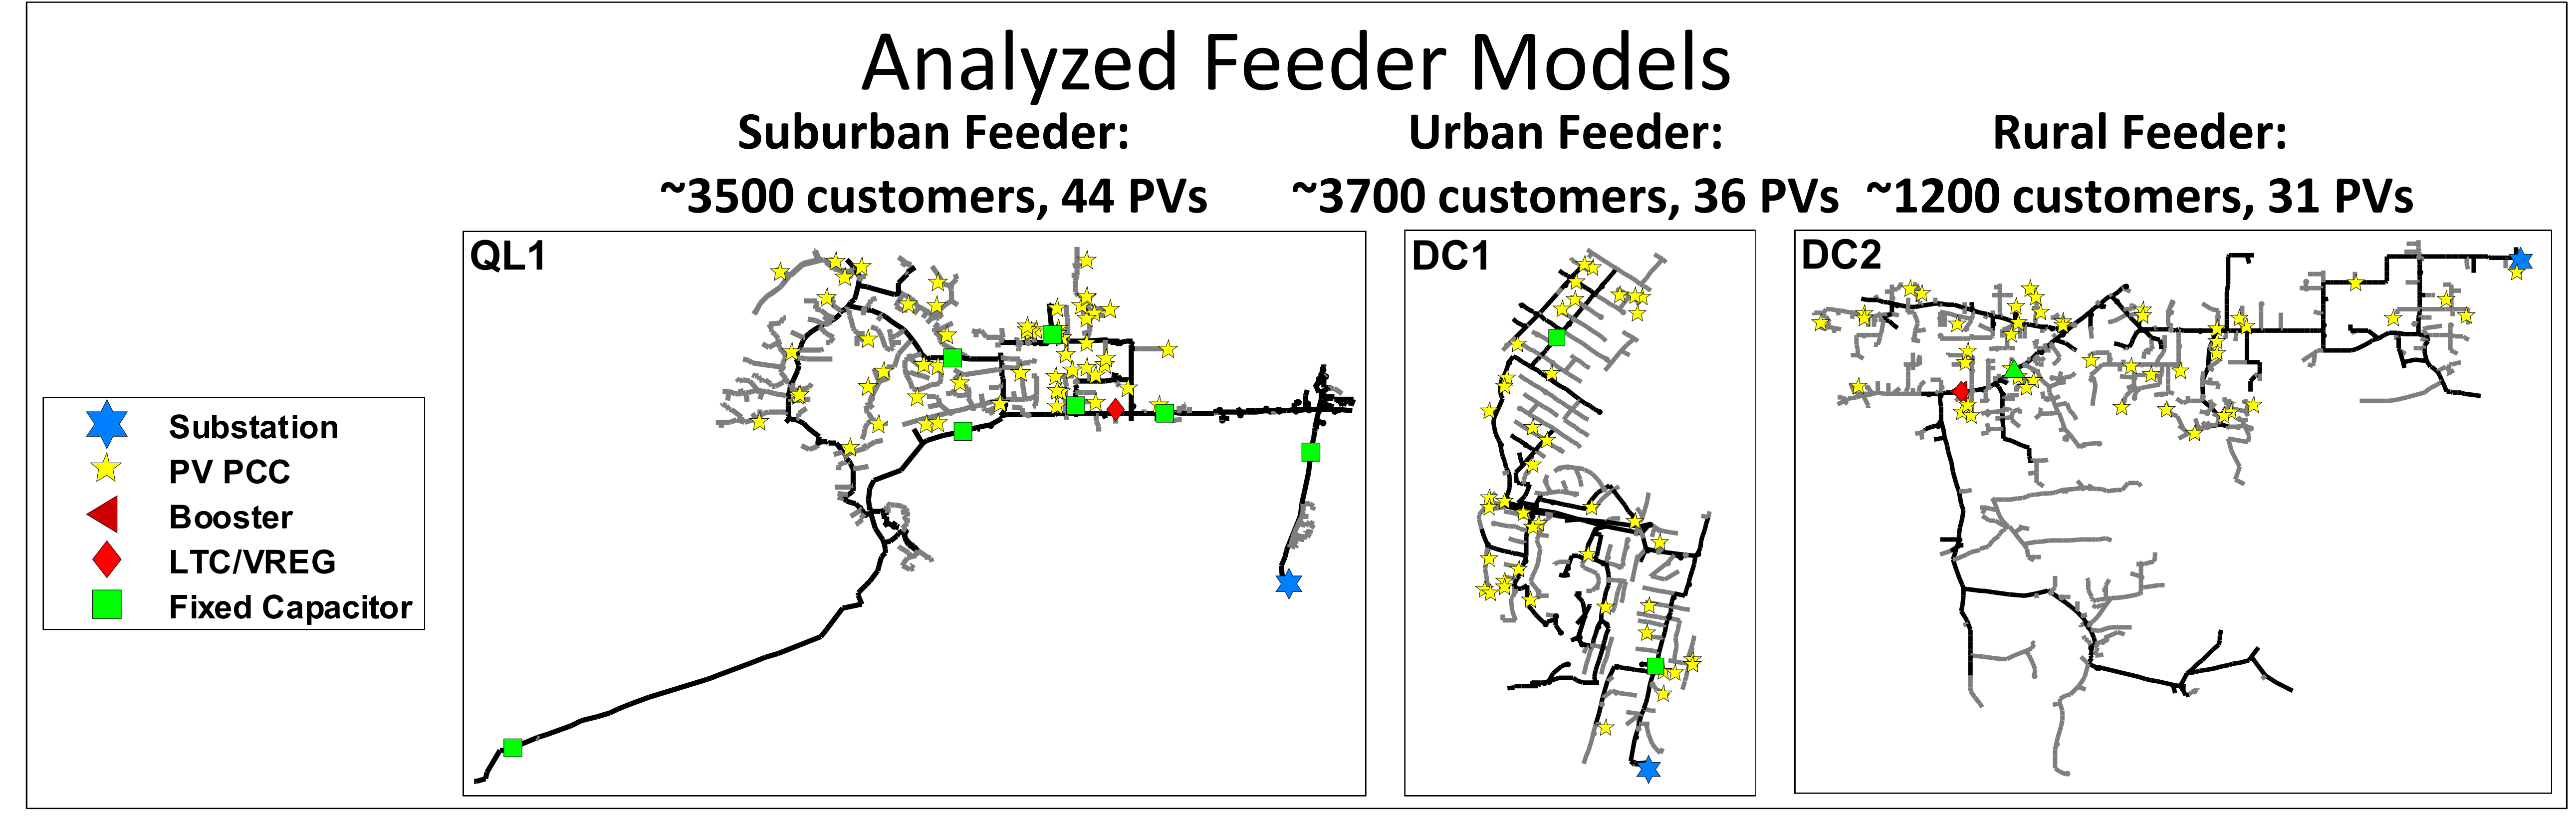 Analyzed Feeder Models
Suburban Feeder:
~3500 customers, 44 PVs
Urban Feeder:
~3700 customers, 36 PVs
Rural Feeder:
~1200 customers, 31 PVs
QL1
DC1
DC2
Substation
PV PCC
Booster
LTC/VREG
Fixed Capacitor